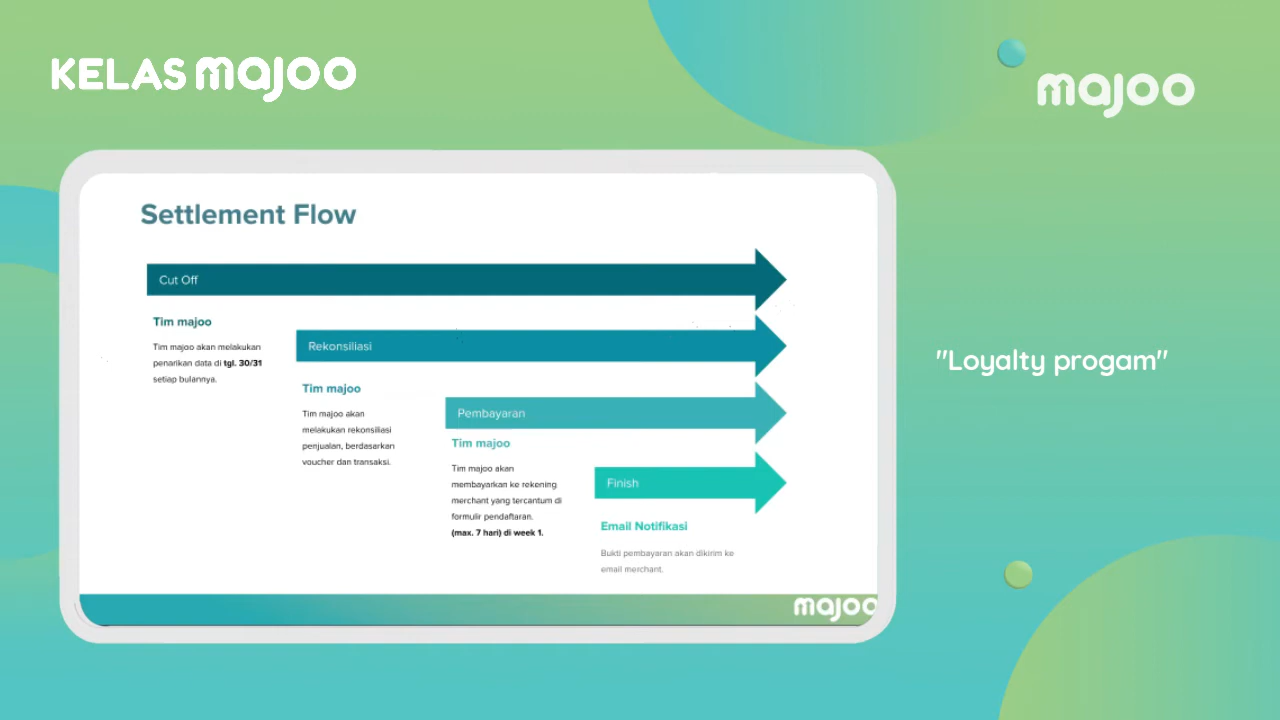 KELAS majoo
majoo
Settlement Flow
Cut Off
Tim majoo
Tim majoo akan melakukan
penarikan data di tgl. 30/31
setiap bulannya.
Rekonsiliasi
Tim majoo
Tim majoo akan
melakukan rekonsiliasi
penjualan, berdasarkan
voucher dan transaksi.
Pembayaran
Tim majoo
Tim majoo akan
membayarkan ke rekening
merchant yang tercantum di
formulir pendaftaran.
(max. 7 hari) di week 1.
Finish
Email Notifikasi
Bukti pembayaran akan dikirim ke
email merchant.
majoo
"Loyalty progam"